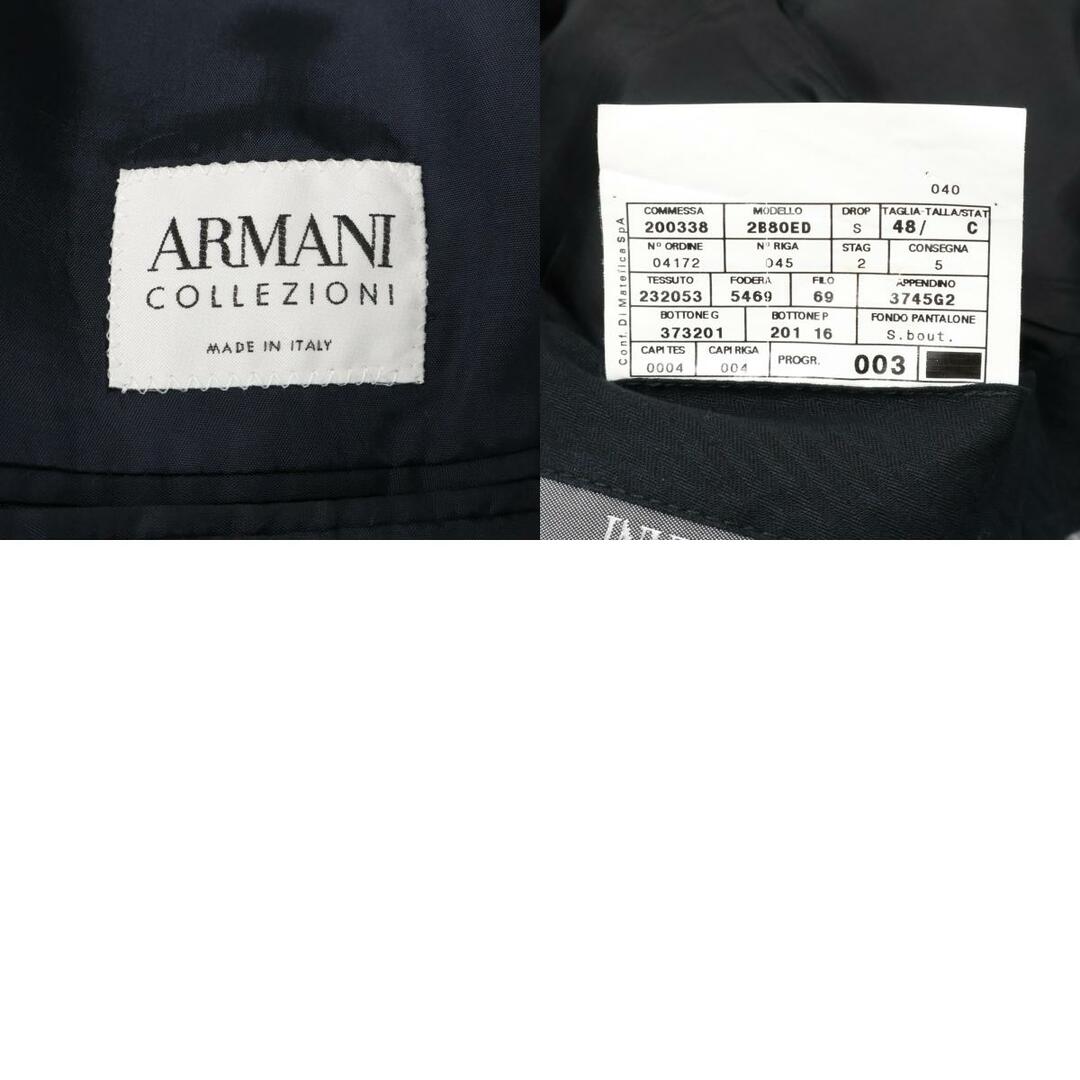 ARMANI
COLLEZIONI
MADE IN ITALY
040
COMMESSA MODELLO DROP TAGLIA-TALLA/STAT
200338 2B80ED S 48/ C
Nº ORDINE Nº RIGA STAG CONSEGNA
04172 045 2 5
TESSUTO FODERA FILO APPENDINO
232053 5469 69 3745G2
BOTTONE G BOTTONE P FONDO PANTALONE
373201 201 16 S.bout.
CAPI TES CAPI RIGA PROGR. 003
0004 004
Conf. Di Matelica SpA